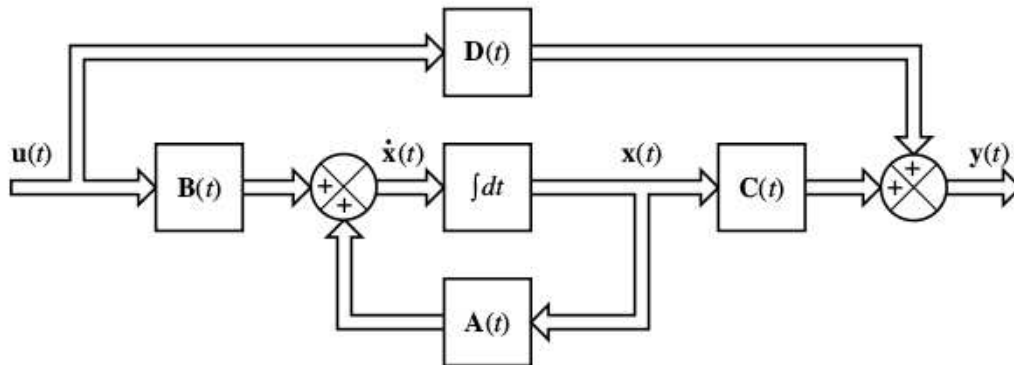 D(t)
u(t)
B(t)
+
+
ẋ(t)
∫dt
x(t)
C(t)
+
+
y(t)
A(t)